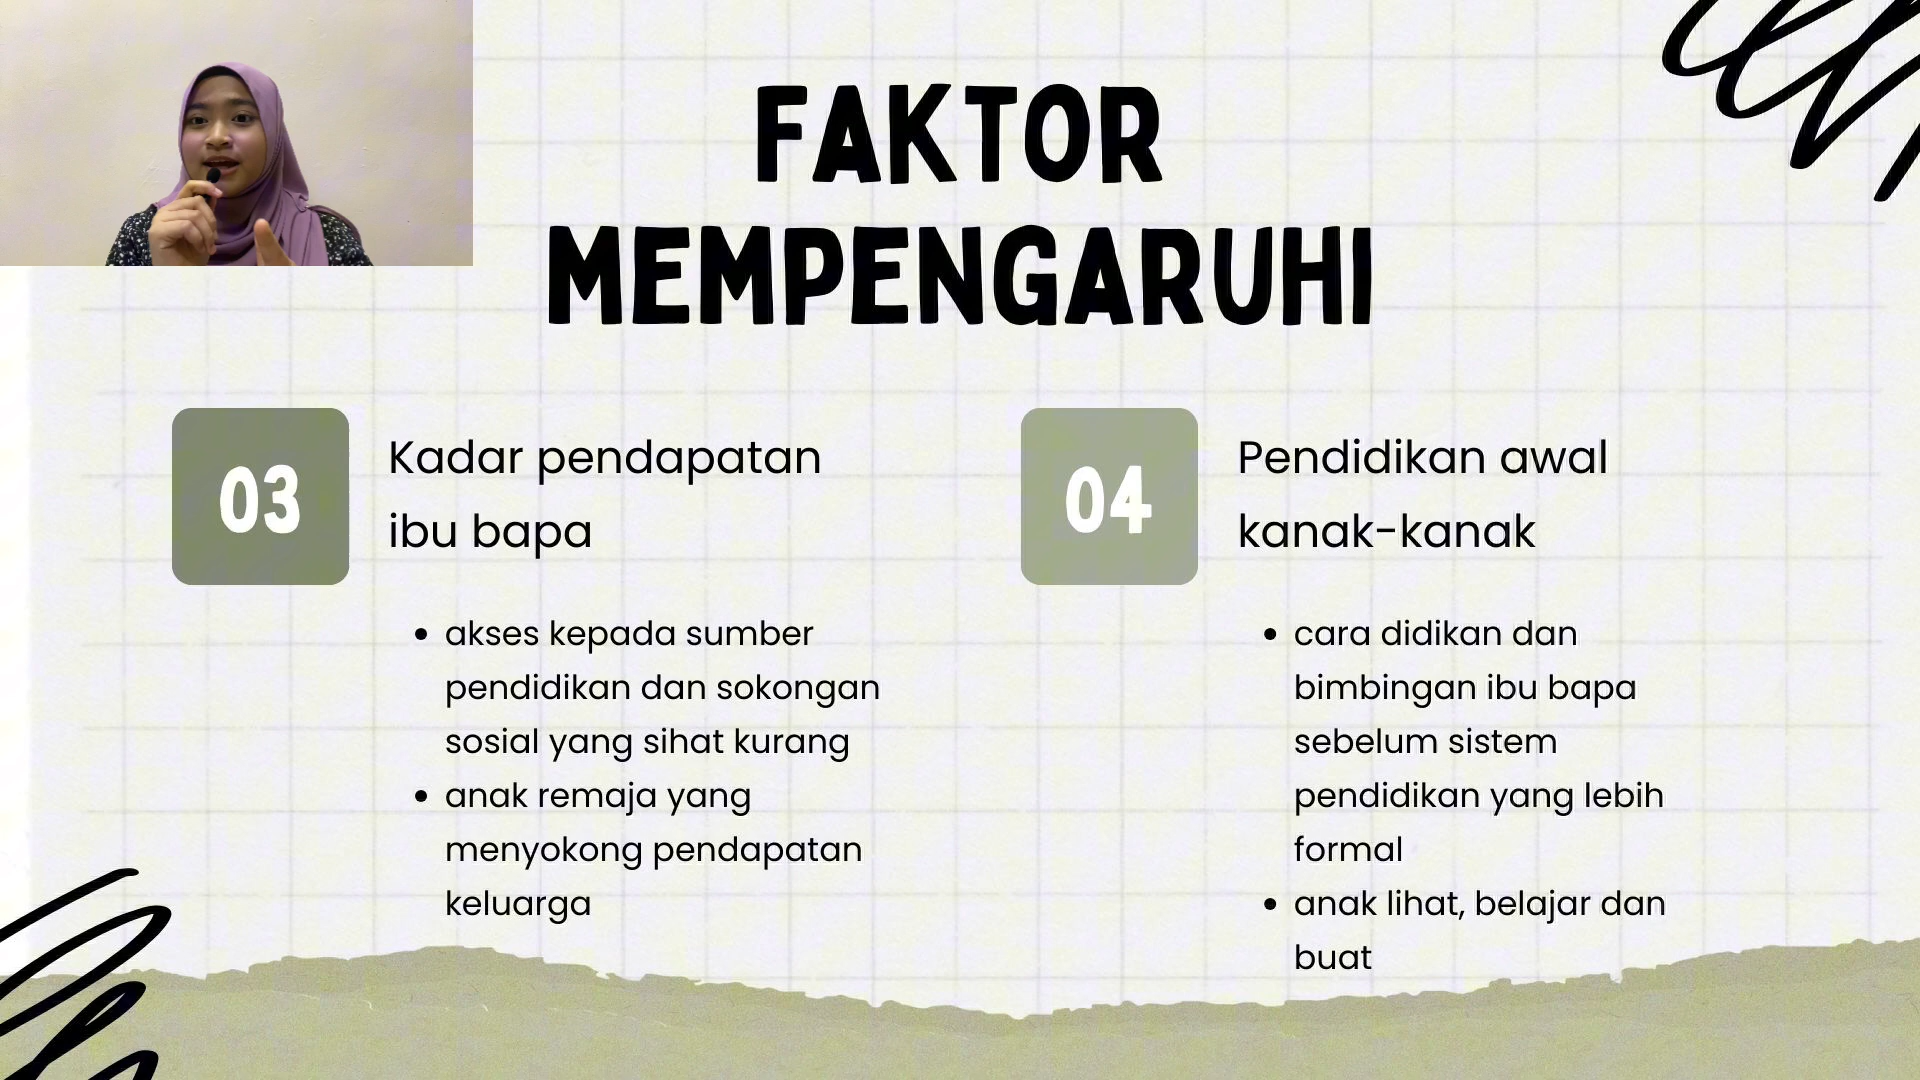 FAKTOR
MEMPENGARUHI
03
Kadar pendapatan
ibu bapa
akses kepada sumber
pendidikan dan sokongan
sosial yang sihat kurang
anak remaja yang
menyokong pendapatan
keluarga
04
Pendidikan awal
kanak-kanak
cara didikan dan
bimbingan ibu bapa
sebelum sistem
pendidikan yang lebih
formal
anak lihat, belajar dan
buat